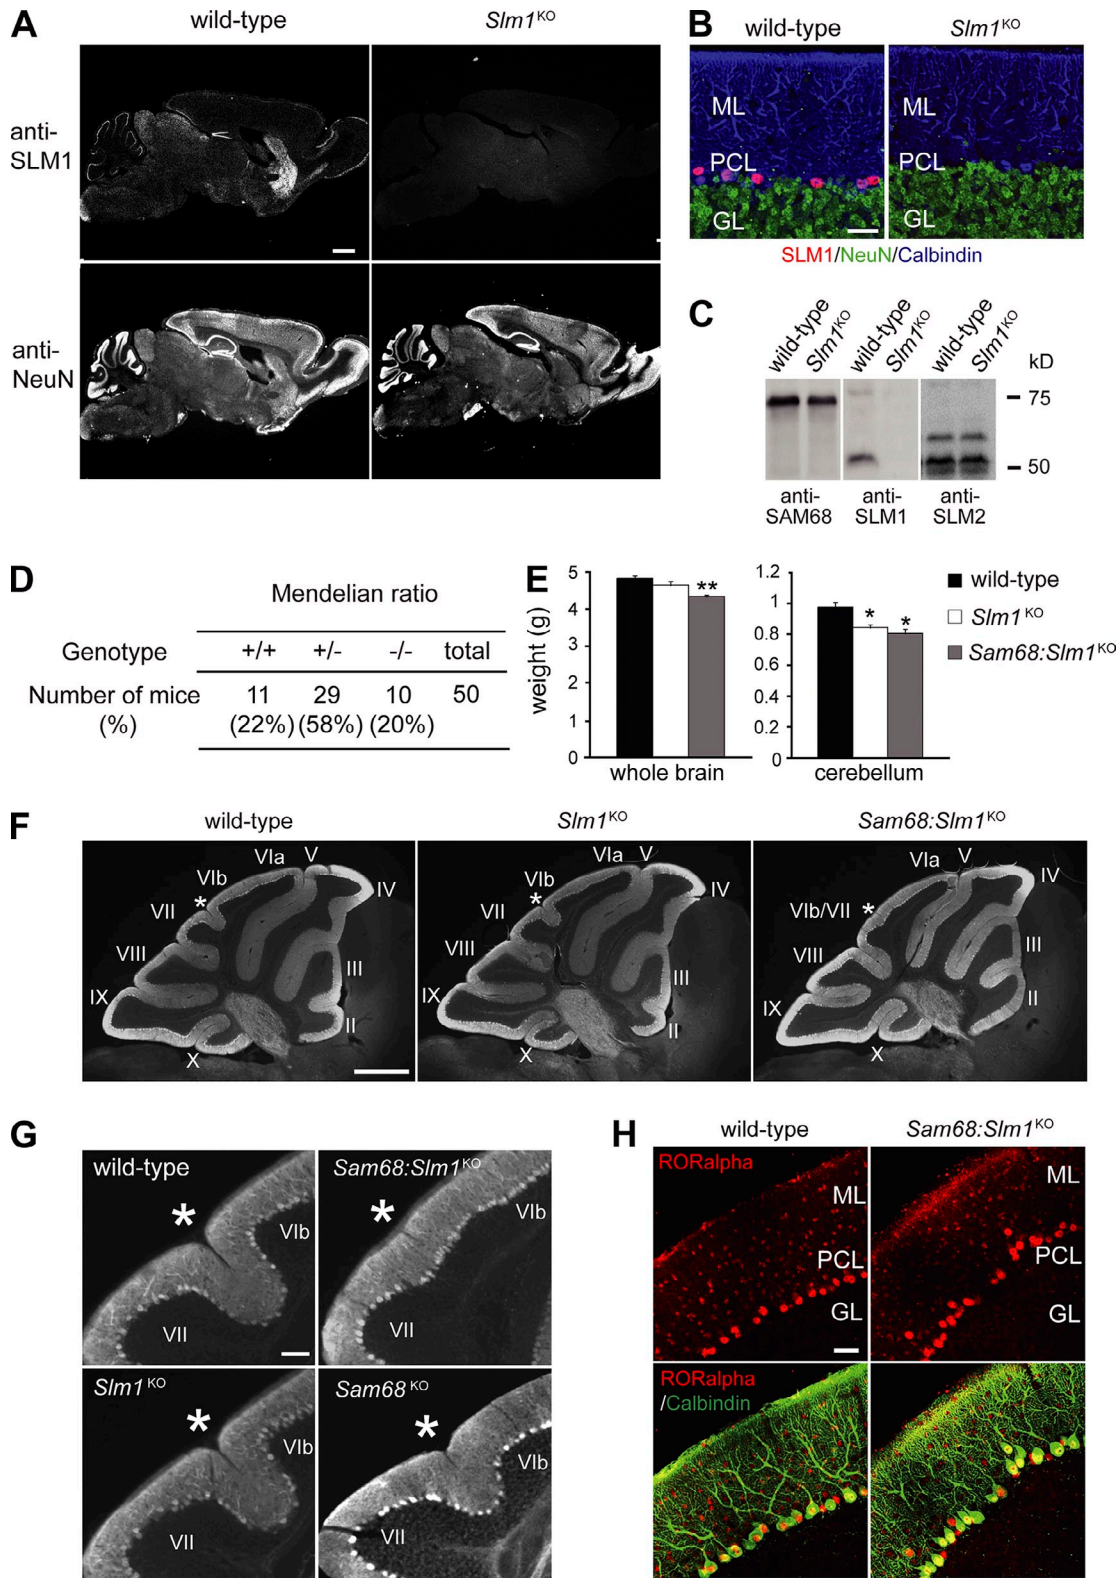 A
wild-type
Slm1KO
anti-
SLM1
anti-
NeuN
B
wild-type
Slm1KO
ML
PCL
GL
ML
PCL
GL
SLM1/NeuN/Calbindin
C
wild-type
Slm1KO
wild-type
Slm1KO
wild-type
Slm1KO
kD
75
50
anti-
SAM68
anti-
SLM1
anti-
SLM2
D
Mendelian ratio
Genotype +/+ +/- -/- total
Number of mice 11 29 10 50
(%) (22%) (58%) (20%)
E
weight (g)
5
4
3
2
1
0
**
whole brain
1.2
1
0.8
0.6
0.4
0.2
0
*
*
cerebellum
wild-type
Slm1KO
Sam68:Slm1KO
F
wild-type
Slm1KO
Sam68:Slm1KO
VIa
V
VIb
IV
*
VII
VIII
III
IX
II
X
VIa
V
VIb
IV
*
VII
VIII
III
IX
II
X
VIa
V
IV
VIb/VII
*
VIII
III
IX
II
X
G
wild-type
*
VIb
VII
Sam68:Slm1KO
*
VIb
VII
Slm1KO
*
VIb
VII
Sam68KO
*
VIb
VII
H
wild-type
Sam68:Slm1KO
RORalpha
ML
PCL
GL
ML
PCL
GL
RORalpha
/Calbindin